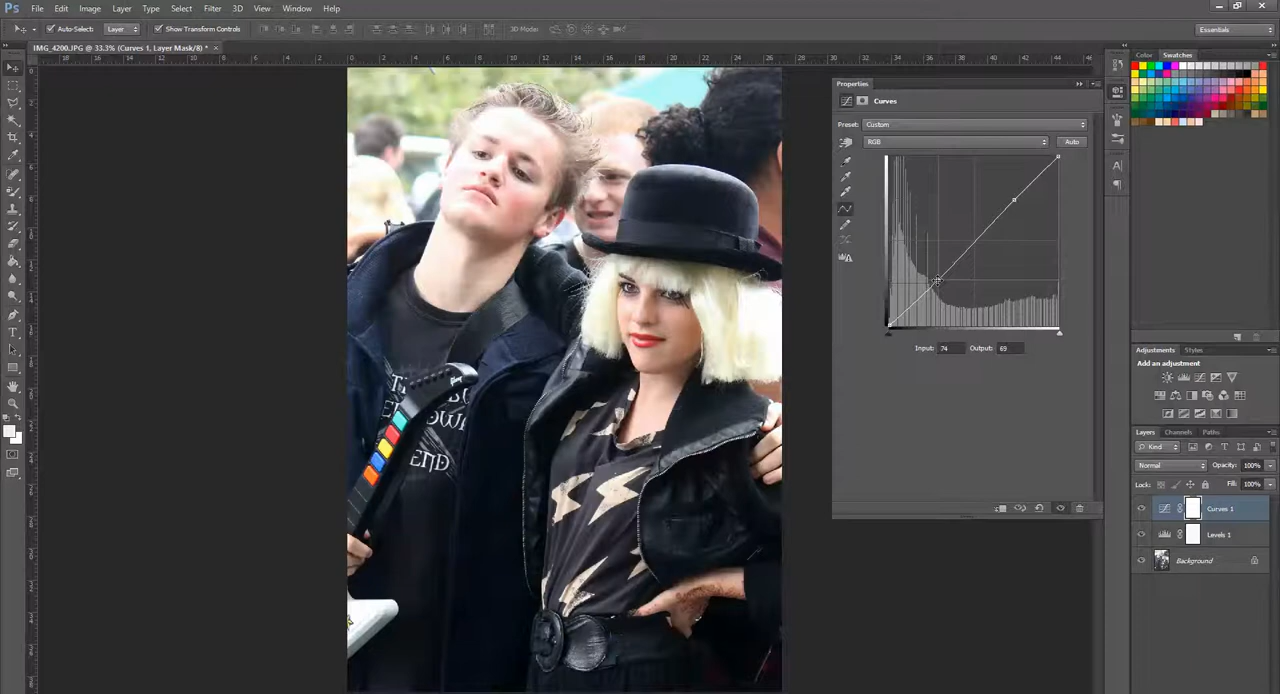 Ps File Edit Image Layer Type Select Filter 3D View Window Help
Auto-Select: Layer Show Transform Controls 3D Mode: Essentials
IMG_4200.JPG @ 33.3% (Curves 1, Layer Mask/8) * ×
Properties
Curves
Preset: Custom
RGB Auto
Input: 74 Output: 69
Color Swatches
Adjustments Styles
Add an adjustment
Layers Channels Paths
Kind
Normal Opacity: 100%
Lock: Fill: 100%
Curves 1
Levels 1
Background